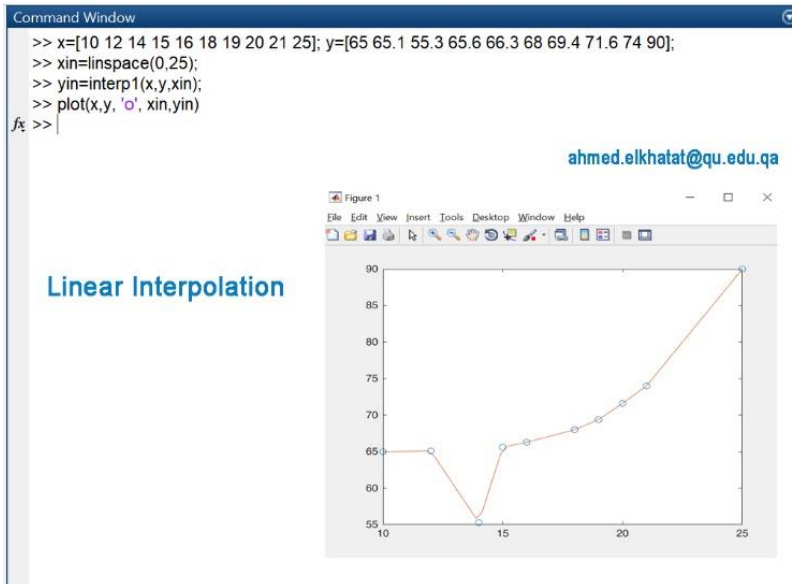 Command Window
>> x=[10 12 14 15 16 18 19 20 21 25]; y=[65 65.1 55.3 65.6 66.3 68 69.4 71.6 74 90];
>> xin=linspace(0,25);
>> yin=interp1(x,y,xin);
>> plot(x,y, 'o', xin,yin)
fx >>
ahmed.elkhatat@qu.edu.qa
Figure 1
File Edit View Insert Tools Desktop Window Help
Linear Interpolation
90
85
80
75
70
65
60
55
10 15 20 25